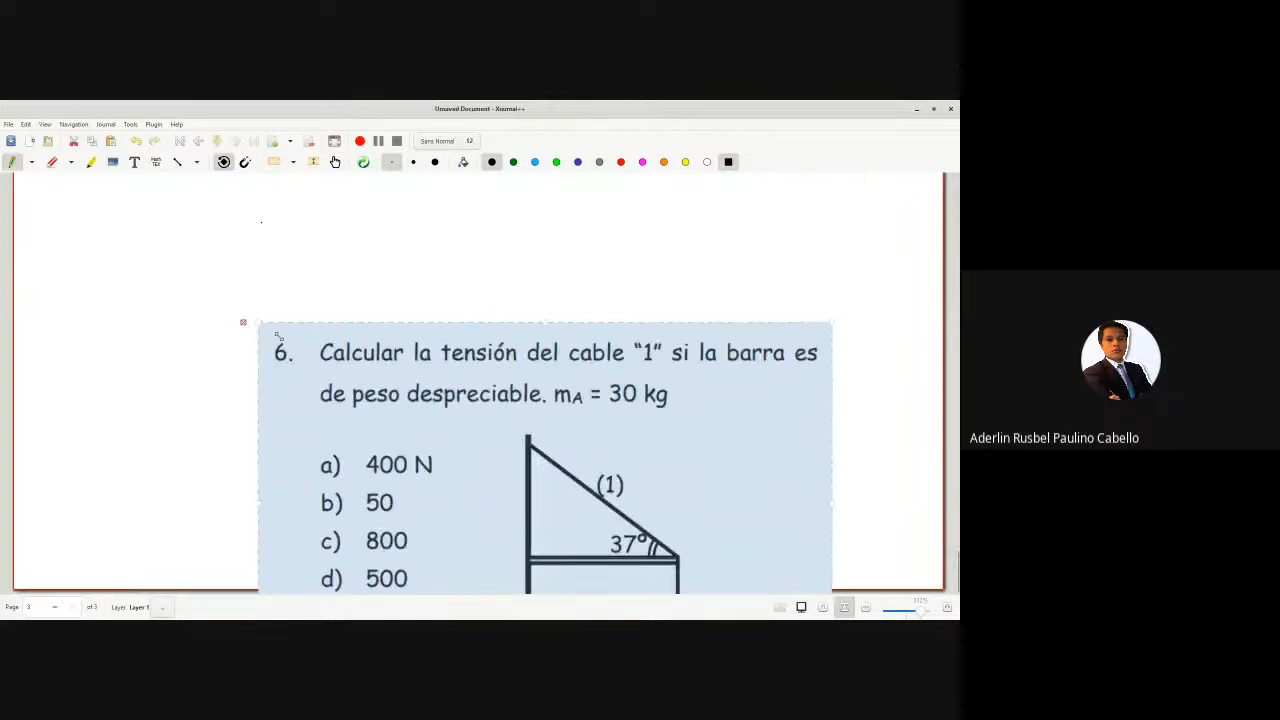 Unsaved Document - Xournal++
File Edit View Navigation Journal Tools Plugin Help
Sans Normal 12
6. Calcular la tensión del cable “1” si la barra es
de peso despreciable. mA = 30 kg
a) 400 N
(1)
b) 50
c) 800
37°
d) 500
Aderlin Rusbel Paulino Cabello
Page 3 of 3 Layer Layer 1
312%